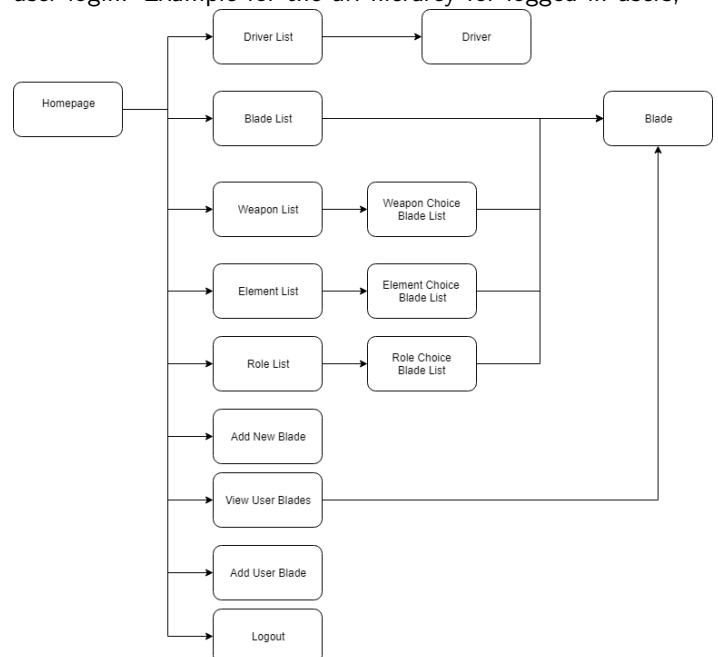 user login. Example for the url hierarcy for logged in users,
Driver List
Driver
Homepage
Blade List
Blade
Weapon List
Weapon Choice
Blade List
Element List
Element Choice
Blade List
Role List
Role Choice
Blade List
Add New Blade
View User Blades
Add User Blade
Logout